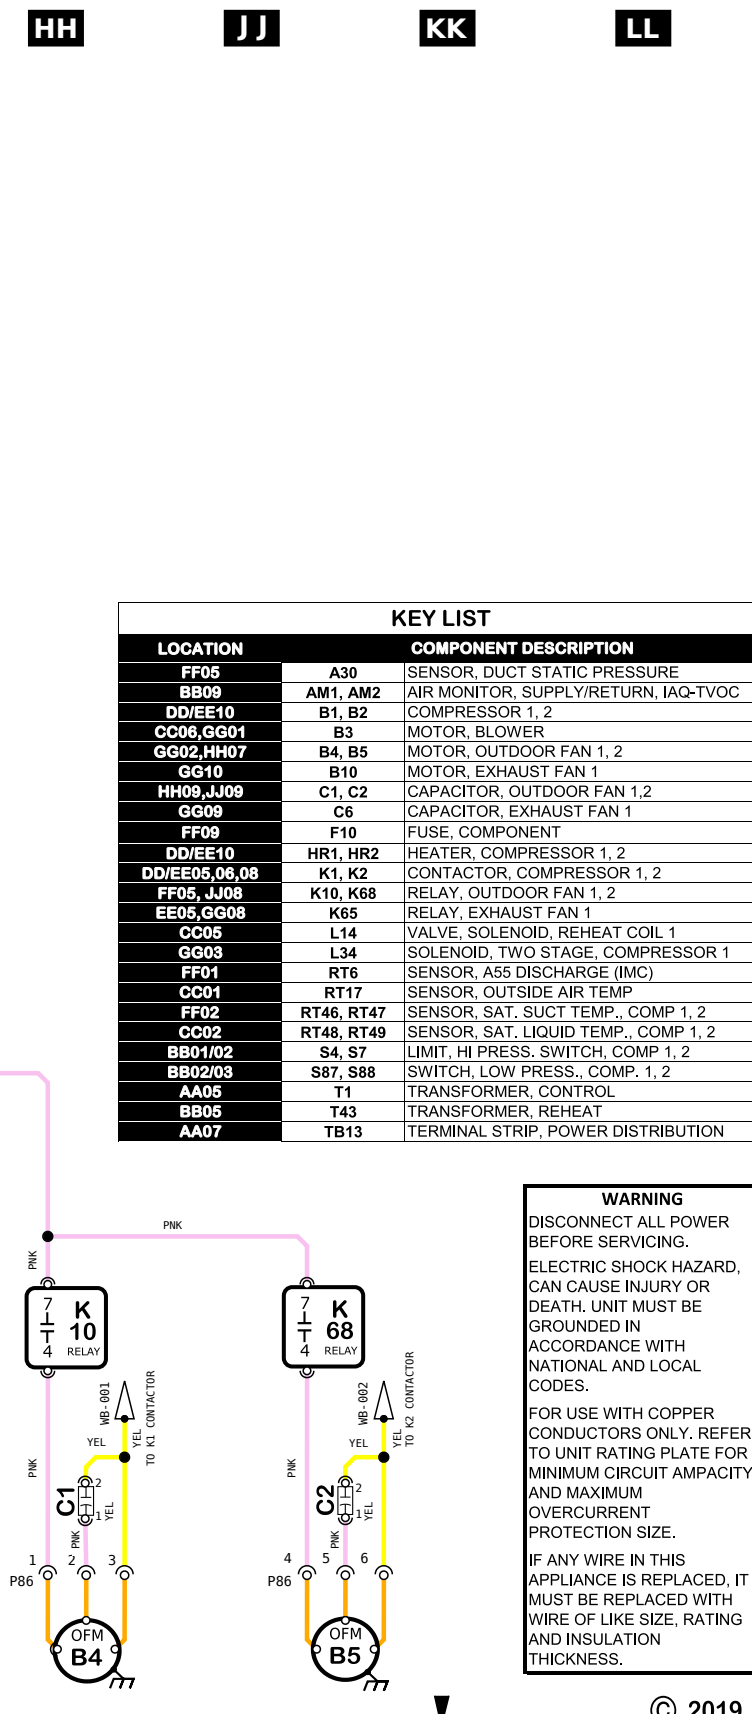 HH JJ KK LL
KEY LIST
LOCATION COMPONENT DESCRIPTION
FF05 A30 SENSOR, DUCT STATIC PRESSURE
BB09 AM1, AM2 AIR MONITOR, SUPPLY/RETURN, IAQ-TVOC
DD/EE10 B1, B2 COMPRESSOR 1, 2
CC06,GG01 B3 MOTOR, BLOWER
GG02,HH07 B4, B5 MOTOR, OUTDOOR FAN 1, 2
GG10 B10 MOTOR, EXHAUST FAN 1
HH09,JJ09 C1, C2 CAPACITOR, OUTDOOR FAN 1,2
GG09 C6 CAPACITOR, EXHAUST FAN 1
FF09 F10 FUSE, COMPONENT
DD/EE10 HR1, HR2 HEATER, COMPRESSOR 1, 2
DD/EE05,06,08 K1, K2 CONTACTOR, COMPRESSOR 1, 2
FF05, JJ08 K10, K68 RELAY, OUTDOOR FAN 1, 2
EE05,GG08 K65 RELAY, EXHAUST FAN 1
CC05 L14 VALVE, SOLENOID, REHEAT COIL 1
GG03 L34 SOLENOID, TWO STAGE, COMPRESSOR 1
FF01 RT6 SENSOR, A55 DISCHARGE (IMC)
CC01 RT17 SENSOR, OUTSIDE AIR TEMP
FF02 RT46, RT47 SENSOR, SAT. SUCT TEMP., COMP 1, 2
CC02 RT48, RT49 SENSOR, SAT. LIQUID TEMP., COMP 1, 2
BB01/02 S4, S7 LIMIT, HI PRESS. SWITCH, COMP 1, 2
BB02/03 S87, S88 SWITCH, LOW PRESS., COMP. 1, 2
AA05 T1 TRANSFORMER, CONTROL
BB05 T43 TRANSFORMER, REHEAT
AA07 TB13 TERMINAL STRIP, POWER DISTRIBUTION
PNK
PNK
7 K
10
4 RELAY
7 K
68
4 RELAY
WB-001
YEL
TO K1 CONTACTOR
YEL
PNK
C1
2
1
YEL
PNK
1 2 3
P86
OFM
B4
WB-002
YEL
TO K2 CONTACTOR
YEL
PNK
C2
2
1
YEL
PNK
4 5 6
P86
OFM
B5
WARNING
DISCONNECT ALL POWER
BEFORE SERVICING.
ELECTRIC SHOCK HAZARD,
CAN CAUSE INJURY OR
DEATH. UNIT MUST BE
GROUNDED IN
ACCORDANCE WITH
NATIONAL AND LOCAL
CODES.
FOR USE WITH COPPER
CONDUCTORS ONLY. REFER
TO UNIT RATING PLATE FOR
MINIMUM CIRCUIT AMPACITY
AND MAXIMUM
OVERCURRENT
PROTECTION SIZE.
IF ANY WIRE IN THIS
APPLIANCE IS REPLACED, IT
MUST BE REPLACED WITH
WIRE OF LIKE SIZE, RATING
AND INSULATION
THICKNESS.
© 2019